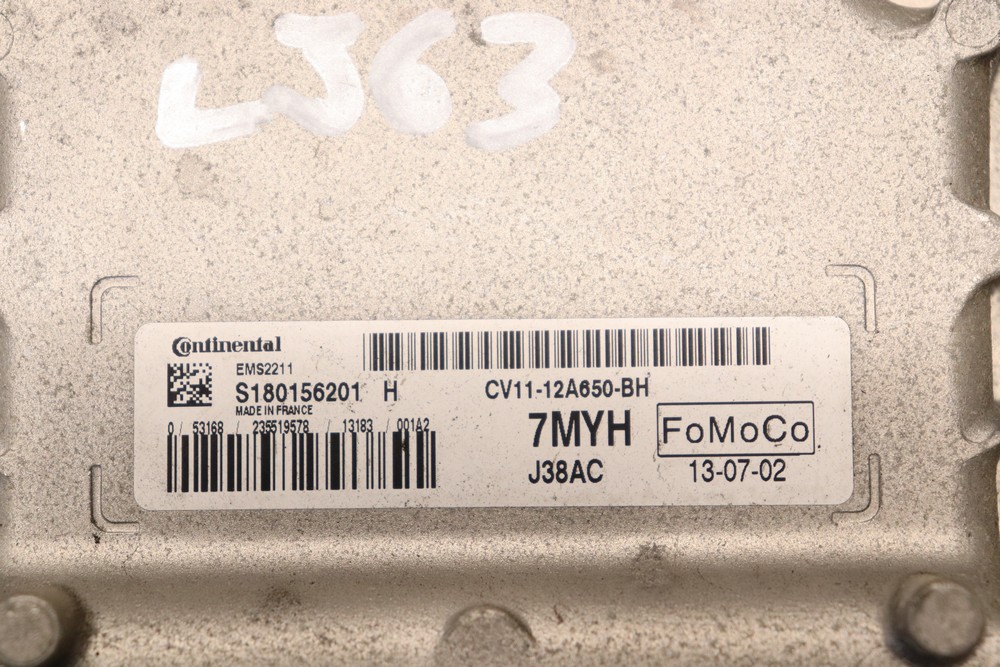 LJ63
Continental
EMS2211
S180156201 H
MADE IN FRANCE
0 / 53168 / 235519578 / 13183 / 001A2
CV11-12A650-BH
7MYH
FoMoCo
J38AC
13-07-02